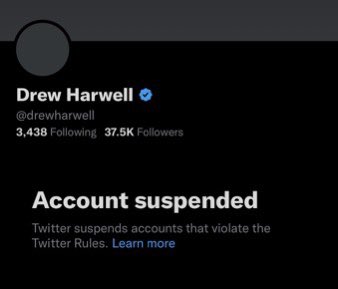 Drew Harwell
@drewharwell
3,438 Following 37.5K Followers
Account suspended
Twitter suspends accounts that violate the
Twitter Rules. Learn more